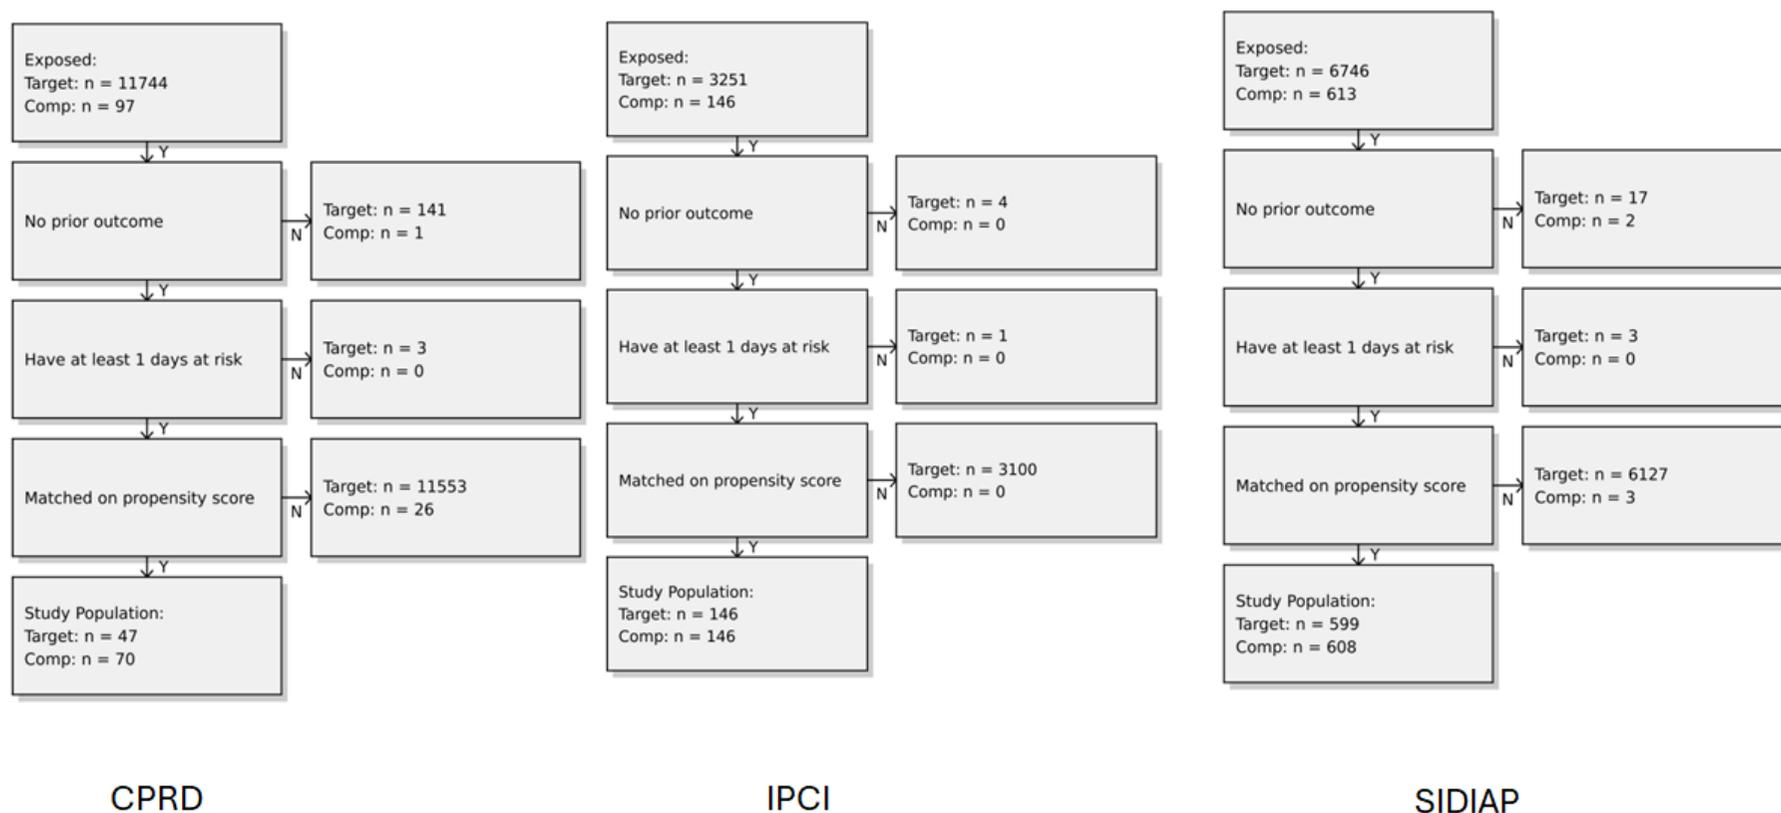 Exposed:
Target: n = 11744
Comp: n = 97
Y
No prior outcome
N
Target: n = 141
Comp: n = 1
Y
Have at least 1 days at risk
N
Target: n = 3
Comp: n = 0
Y
Matched on propensity score
N
Target: n = 11553
Comp: n = 26
Y
Study Population:
Target: n = 47
Comp: n = 70
CPRD
Exposed:
Target: n = 3251
Comp: n = 146
Y
No prior outcome
N
Target: n = 4
Comp: n = 0
Y
Have at least 1 days at risk
N
Target: n = 1
Comp: n = 0
Y
Matched on propensity score
N
Target: n = 3100
Comp: n = 0
Y
Study Population:
Target: n = 146
Comp: n = 146
IPCI
Exposed:
Target: n = 6746
Comp: n = 613
Y
No prior outcome
N
Target: n = 17
Comp: n = 2
Y
Have at least 1 days at risk
N
Target: n = 3
Comp: n = 0
Y
Matched on propensity score
N
Target: n = 6127
Comp: n = 3
Y
Study Population:
Target: n = 599
Comp: n = 608
SIDIAP